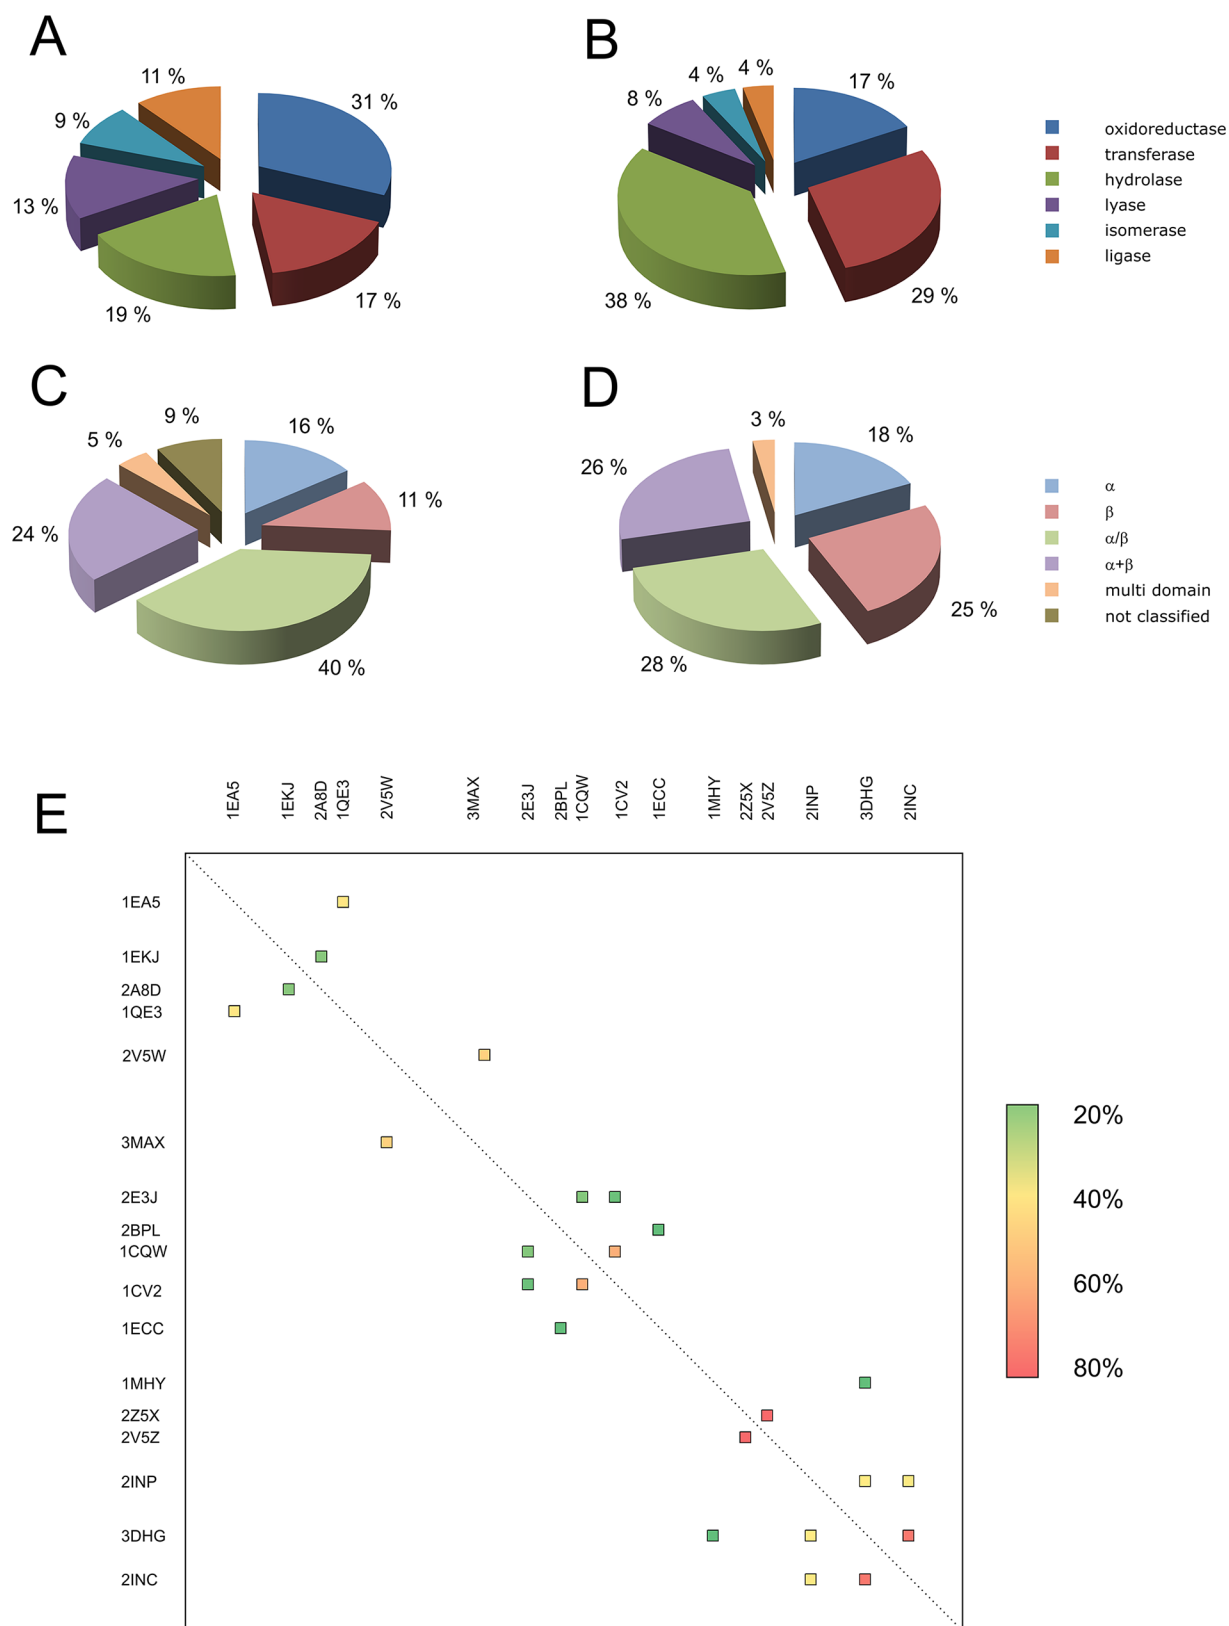 A
11 %
31 %
9 %
13 %
19 %
17 %
B
4 %
4 %
17 %
8 %
38 %
29 %
oxidoreductase
transferase
hydrolase
lyase
isomerase
ligase
C
9 %
16 %
5 %
11 %
24 %
40 %
D
3 %
18 %
26 %
25 %
28 %
α
β
α/β
α+β
multi domain
not classified
E
1EA5
1EKJ
2A8D
1QE3
2V5W
3MAX
2E3J
2BPL
1CQW
1CV2
1ECC
1MHY
2Z5X
2V5Z
2INP
3DHG
2INC
1EA5
1EKJ
2A8D
1QE3
2V5W
3MAX
2E3J
2BPL
1CQW
1CV2
1ECC
1MHY
2Z5X
2V5Z
2INP
3DHG
2INC
20%
40%
60%
80%